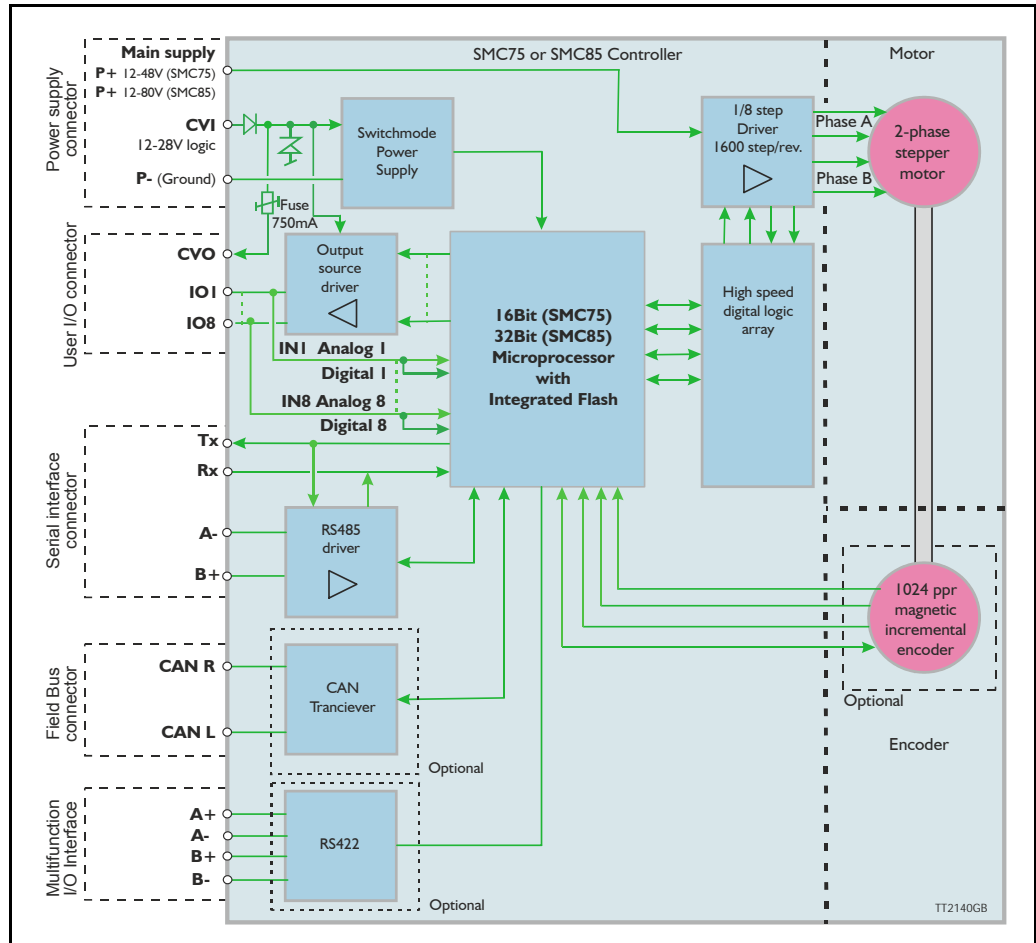 Main supply
P+ 12-48V (SMC75)
P+ 12-80V (SMC85)
CVI
12-28V logic
P- (Ground)
Power supply
connector
SMC75 or SMC85 Controller
Motor
Switchmode
Power
Supply
Fuse
750mA
1/8 step
Driver
1600 step/rev.
Phase A
Phase B
2-phase
stepper
motor
User I/O connector
CVO
IO1
IO8
Output
source
driver
IN1 Analog 1
Digital 1
IN8 Analog 8
Digital 8
16Bit (SMC75)
32Bit (SMC85)
Microprocessor
with
Integrated Flash
High speed
digital logic
array
Serial interface
connector
Tx
Rx
A-
B+
RS485
driver
1024 ppr
magnetic
incremental
encoder
Optional
Encoder
Field Bus
connector
CAN R
CAN L
CAN
Tranciever
Optional
Multifunction
I/O Interface
A+
A-
B+
B-
RS422
Optional
TT2140GB